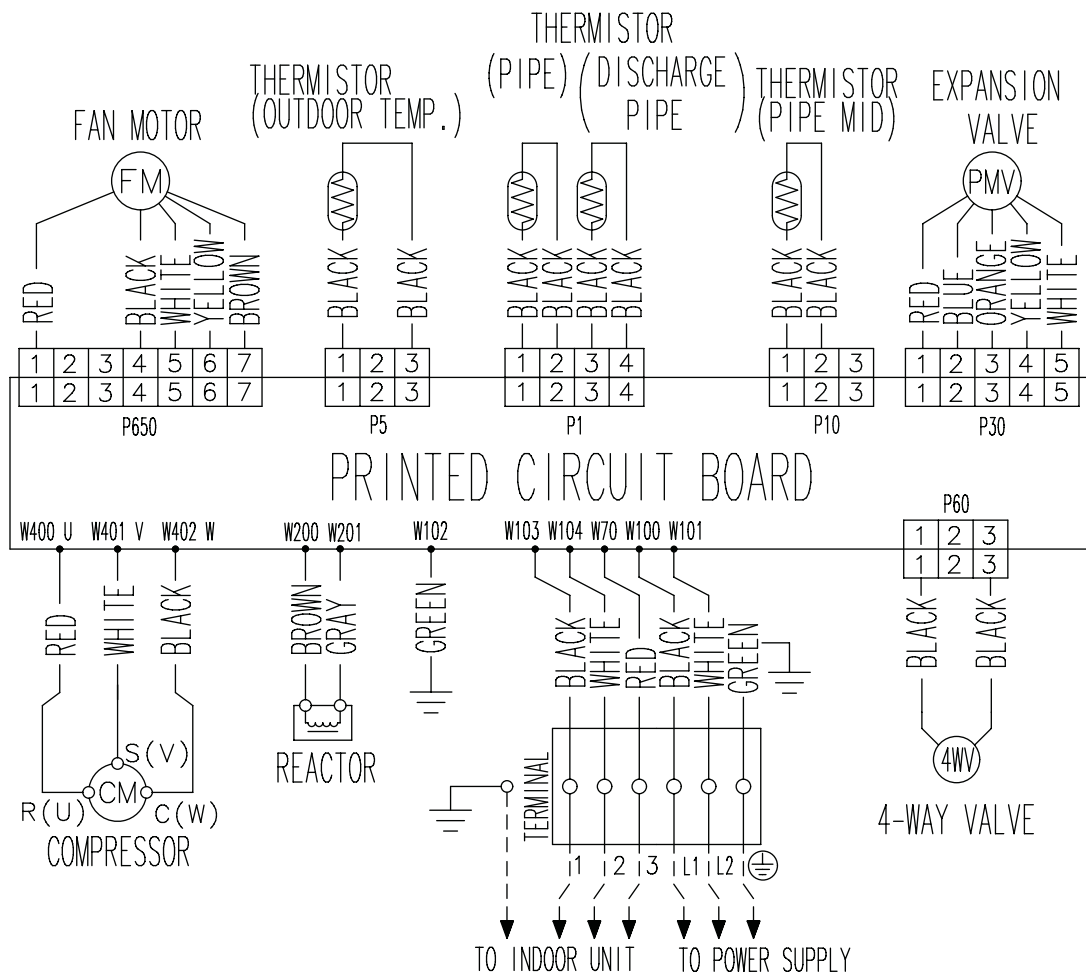 THERMISTOR
(PIPE) (DISCHARGE PIPE)
THERMISTOR
(OUTDOOR TEMP.)
THERMISTOR
(PIPE MID)
EXPANSION
VALVE
FAN MOTOR
FM
PMV
RED BLACK WHITE YELLOW BROWN
BLACK BLACK
BLACK BLACK BLACK BLACK
BLACK BLACK
RED BLUE ORANGE YELLOW WHITE
1 2 3 4 5 6 7
1 2 3 4 5 6 7
P650
1 2 3
1 2 3
P5
1 2 3 4
1 2 3 4
P1
1 2 3
1 2 3
P10
1 2 3 4 5
1 2 3 4 5
P30
PRINTED CIRCUIT BOARD
P60
1 2 3
1 2 3
W400 U W401 V W402 W W200 W201 W102 W103 W104 W70 W100 W101
RED WHITE BLACK
BROWN GRAY
GREEN
BLACK WHITE RED BLACK WHITE GREEN
BLACK BLACK
S(V)
CM
R(U) C(W)
COMPRESSOR
REACTOR
TERMINAL
4WV
4-WAY VALVE
1 2 3 L1 L2
TO INDOOR UNIT TO POWER SUPPLY